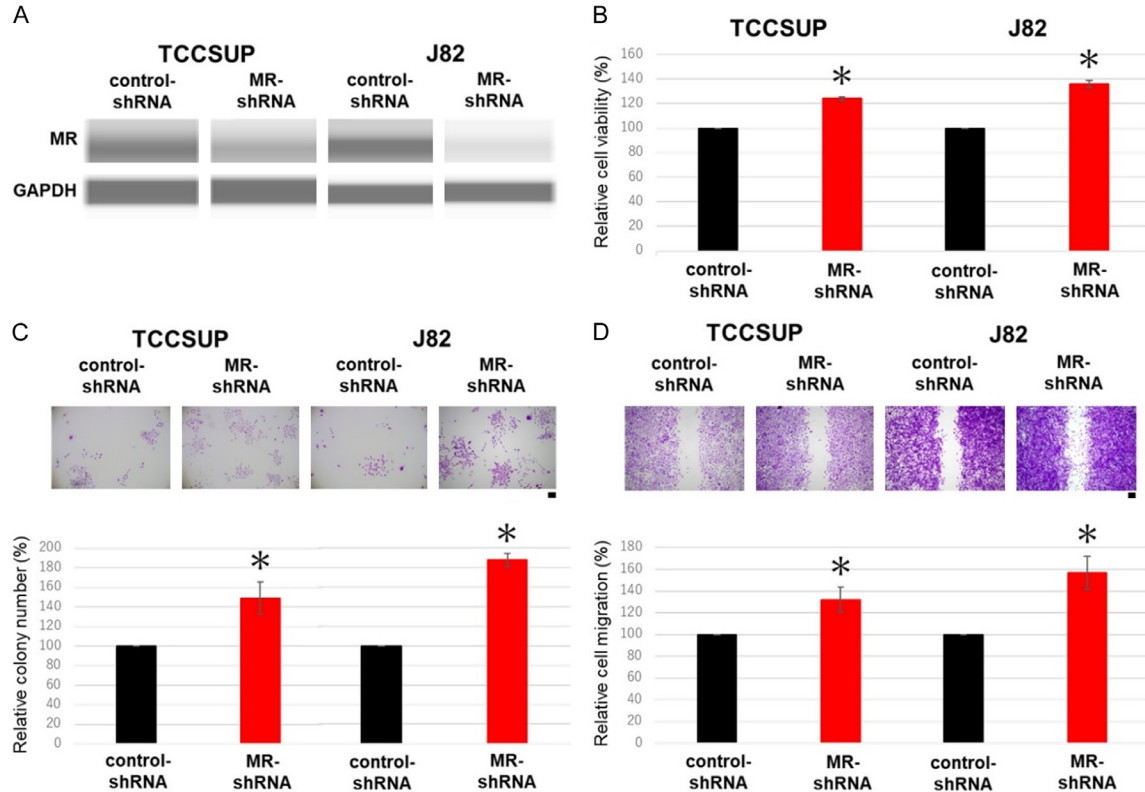 A
TCCSUP J82
control-shRNA MR-shRNA control-shRNA MR-shRNA
MR
GAPDH
B
TCCSUP J82
Relative cell viability (%)
160
140
120
100
80
60
40
20
0
* *
control-shRNA MR-shRNA control-shRNA MR-shRNA
C
TCCSUP J82
control-shRNA MR-shRNA control-shRNA MR-shRNA
Relative colony number (%)
200
180
160
140
120
100
80
60
40
20
0
* *
control-shRNA MR-shRNA control-shRNA MR-shRNA
D
TCCSUP J82
control-shRNA MR-shRNA control-shRNA MR-shRNA
Relative cell migration (%)
180
160
140
120
100
80
60
40
20
0
* *
control-shRNA MR-shRNA control-shRNA MR-shRNA